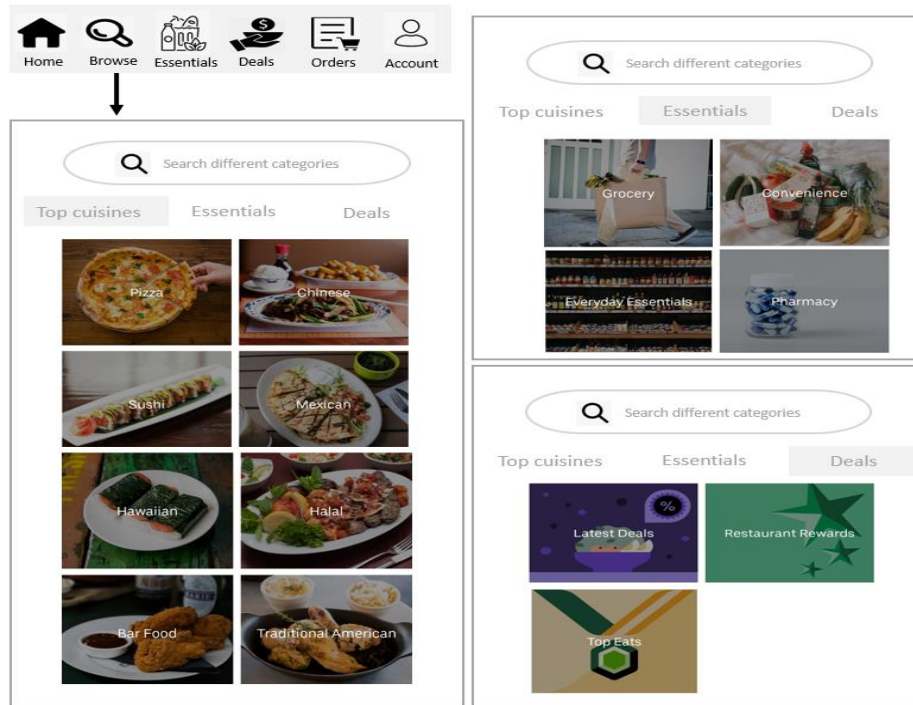 Home Browse Essentials Deals Orders Account
Search different categories
Top cuisines Essentials Deals
Pizza Chinese
Sushi Mexican
Hawaiian Halal
Bar Food Traditional American
Search different categories
Top cuisines Essentials Deals
Grocery Convenience
Everyday Essentials Pharmacy
Search different categories
Top cuisines Essentials Deals
%
Latest Deals Restaurant Rewards
Top Eats